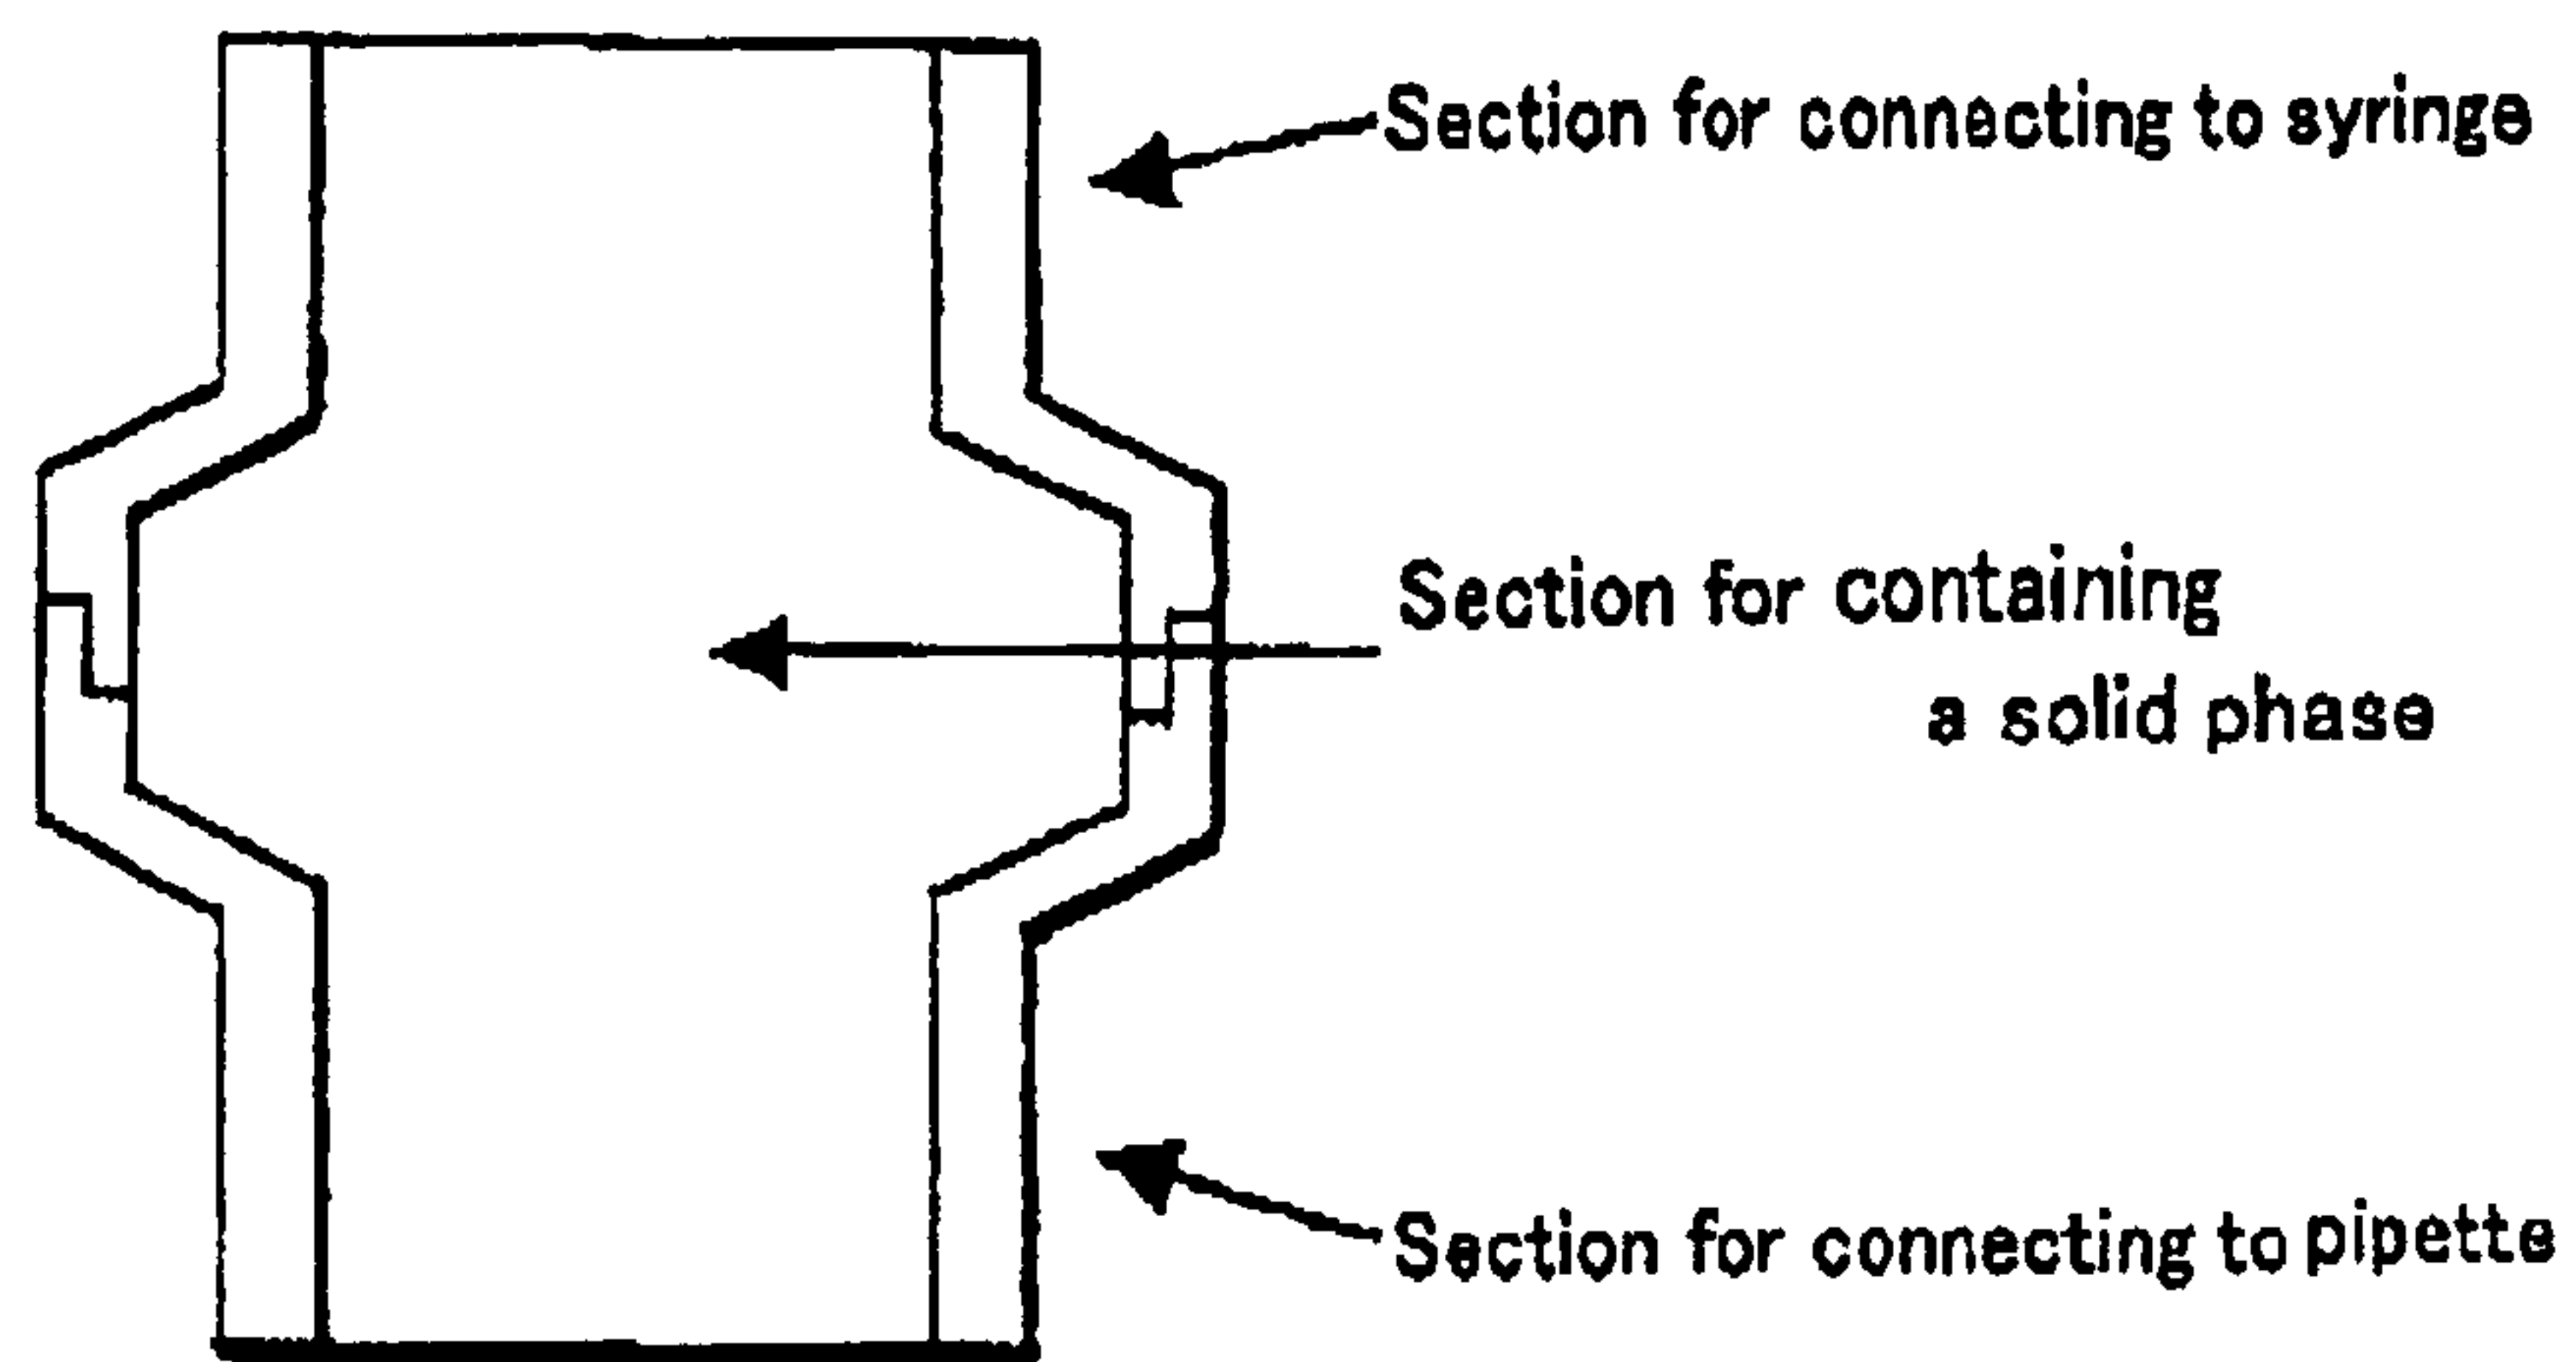 Section for connecting to syringe
Section for containing
a solid phase
Section for connecting to pipette